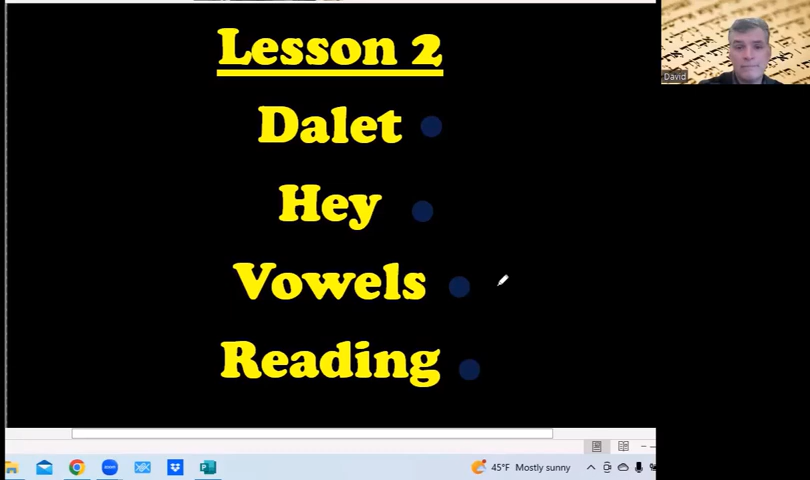 Lesson 2
Dalet
Hey
Vowels
Reading
David
45°F Mostly sunny